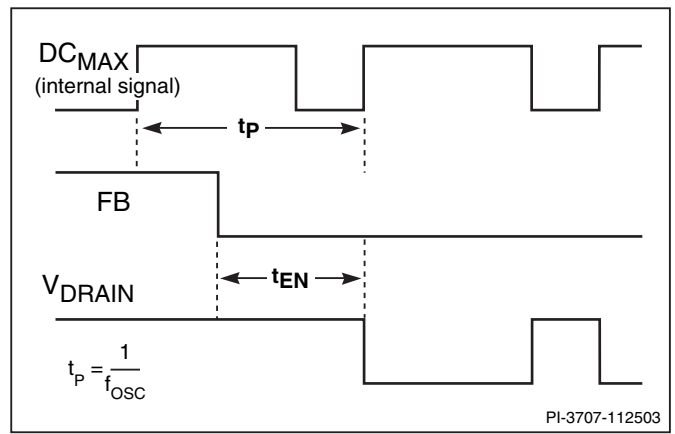 DCMAX
(internal signal)
tP
FB
tEN
VDRAIN
tP = 1/fOSC
PI-3707-112503